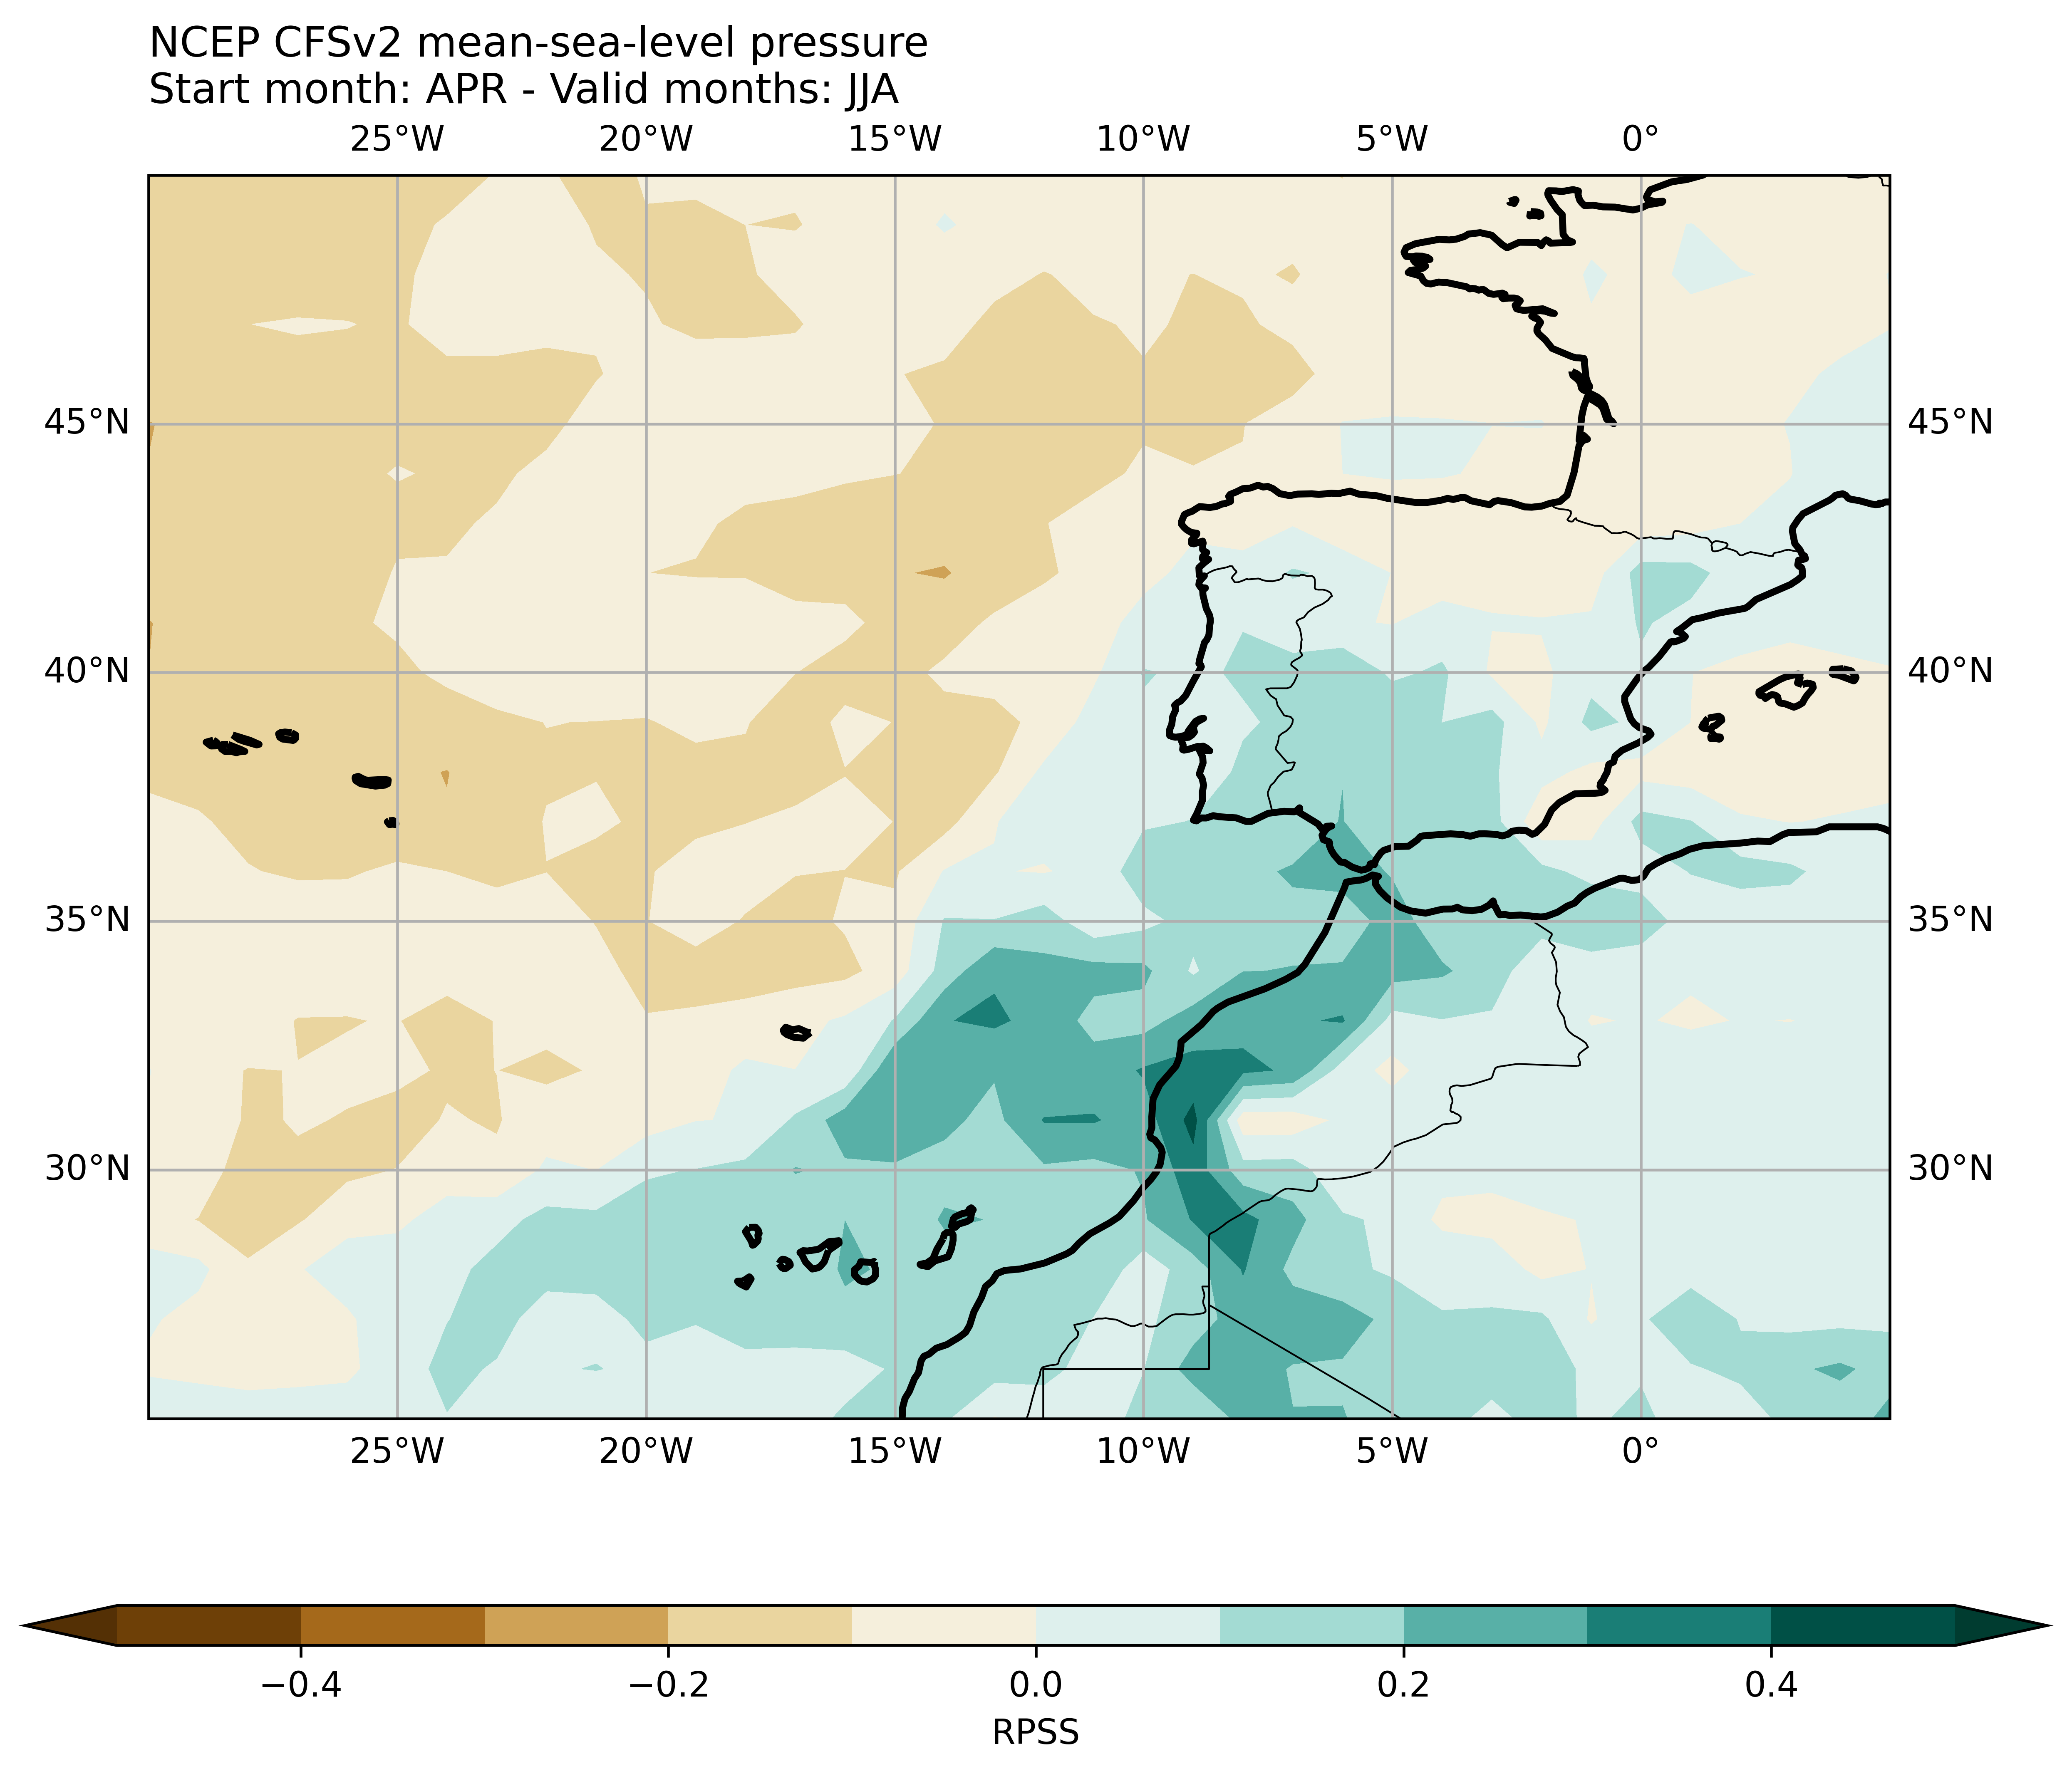 NCEP CFSv2 mean-sea-level pressure
Start month: APR - Valid months: JJA
25°W 20°W 15°W 10°W 5°W 0°
45°N 45°N
40°N 40°N
35°N 35°N
30°N 30°N
25°W 20°W 15°W 10°W 5°W 0°
−0.4 −0.2 0.0 0.2 0.4
RPSS